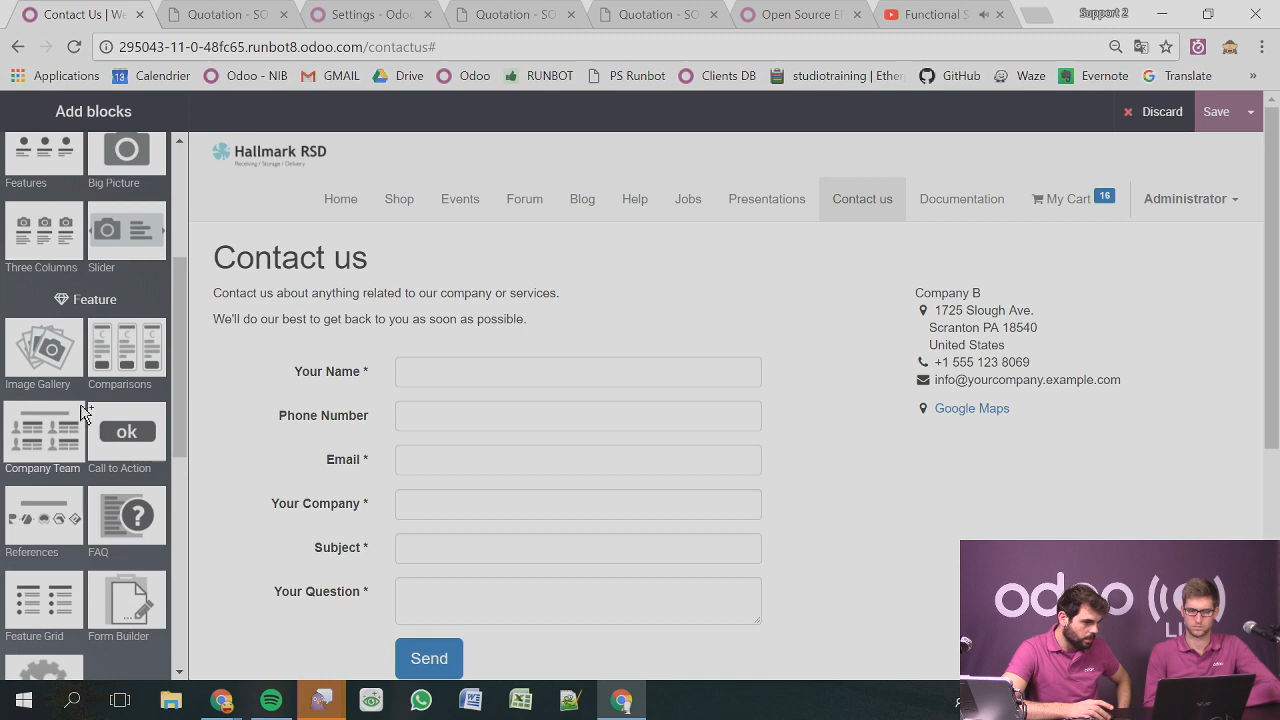 Contact Us | We
Quotation - SO
Settings - Odoo
Quotation - SO
Quotation - SO
Open Source E
Functional S
Support 2
295043-11-0-48fc65.runbot8.odoo.com/contactus#
Applications
13
Calendrier
Odoo - NIB
GMAIL
Drive
Odoo
RUNBOT
PS Runbot
Clients DB
studiotraining | Ether
GitHub
Waze
Evernote
Translate
»
Add blocks
Discard
Save
Features
Big Picture
Three Columns
Slider
Feature
Image Gallery
Comparisons
Company Team
ok
Call to Action
References
FAQ
Feature Grid
Form Builder
Hallmark RSD
Receiving / Storage / Delivery
Home
Shop
Events
Forum
Blog
Help
Jobs
Presentations
Contact us
Documentation
My Cart 16
Administrator
Contact us
Contact us about anything related to our company or services.
We'll do our best to get back to you as soon as possible.
Your Name *
Phone Number
Email *
Your Company *
Subject *
Your Question *
Send
Company B
1725 Slough Ave.
Scranton PA 18540
United States
+1 555 123 8069
info@yourcompany.example.com
Google Maps
odoo